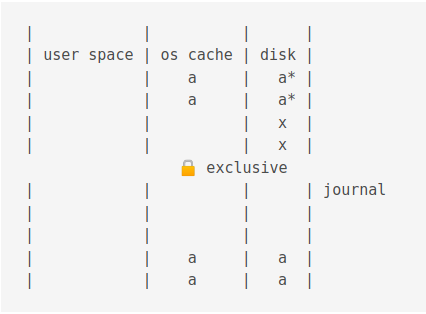 |             |          |      |
| user space | os cache | disk |
|             |    a     |  a*  |
|             |    a     |  a*  |
|             |          |  x   |
|             |          |  x   |
🔒 exclusive
|             |          |      | journal
|             |          |      |
|             |          |      |
|             |    a     |  a   |
|             |    a     |  a   |